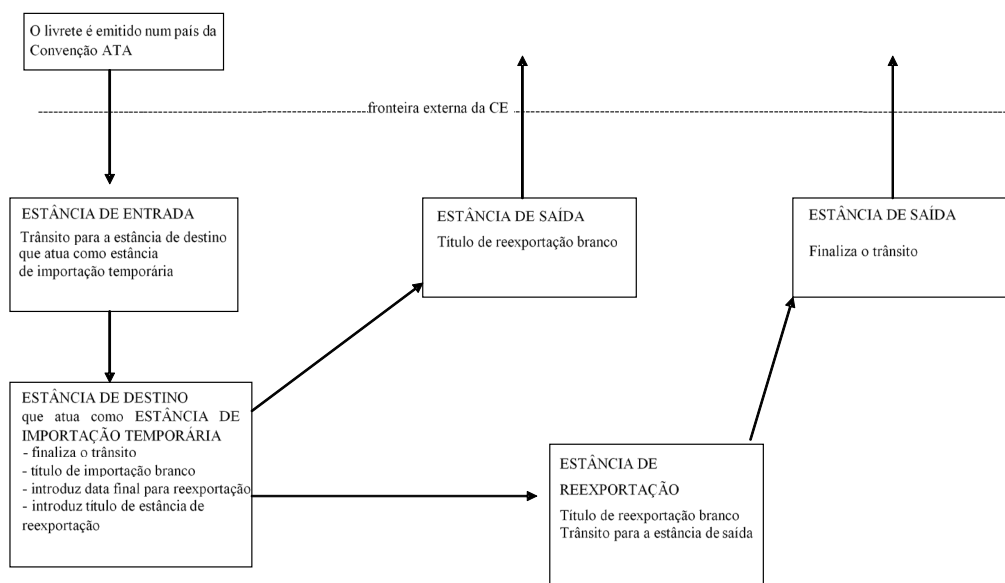 O livrete é emitido num país da
Convenção ATA
fronteira externa da CE
ESTÂNCIA DE ENTRADA
Trânsito para a estância de destino
que atua como estância
de importação temporária
ESTÂNCIA DE SAÍDA
Título de reexportação branco
ESTÂNCIA DE SAÍDA
Finaliza o trânsito
ESTÂNCIA DE DESTINO
que atua como ESTÂNCIA DE
IMPORTAÇÃO TEMPORÁRIA
- finaliza o trânsito
- título de importação branco
- introduz data final para reexportação
- introduz título de estância de
reexportação
ESTÂNCIA DE
REEXPORTAÇÃO
Título de reexportação branco
Trânsito para a estância de saída